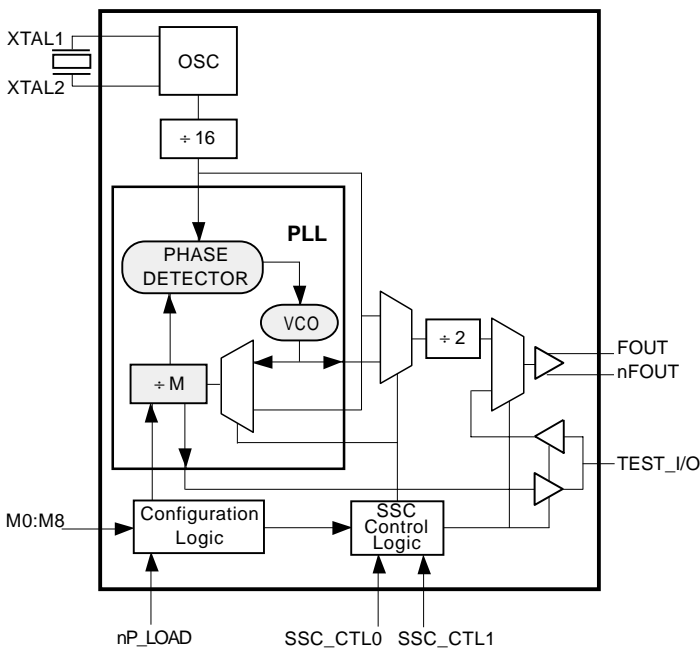 XTAL1
OSC
XTAL2
÷ 16
PLL
PHASE
DETECTOR
VCO
÷ 2
FOUT
nFOUT
÷ M
TEST_I/O
M0:M8
Configuration
Logic
SSC
Control
Logic
nP_LOAD
SSC_CTL0
SSC_CTL1